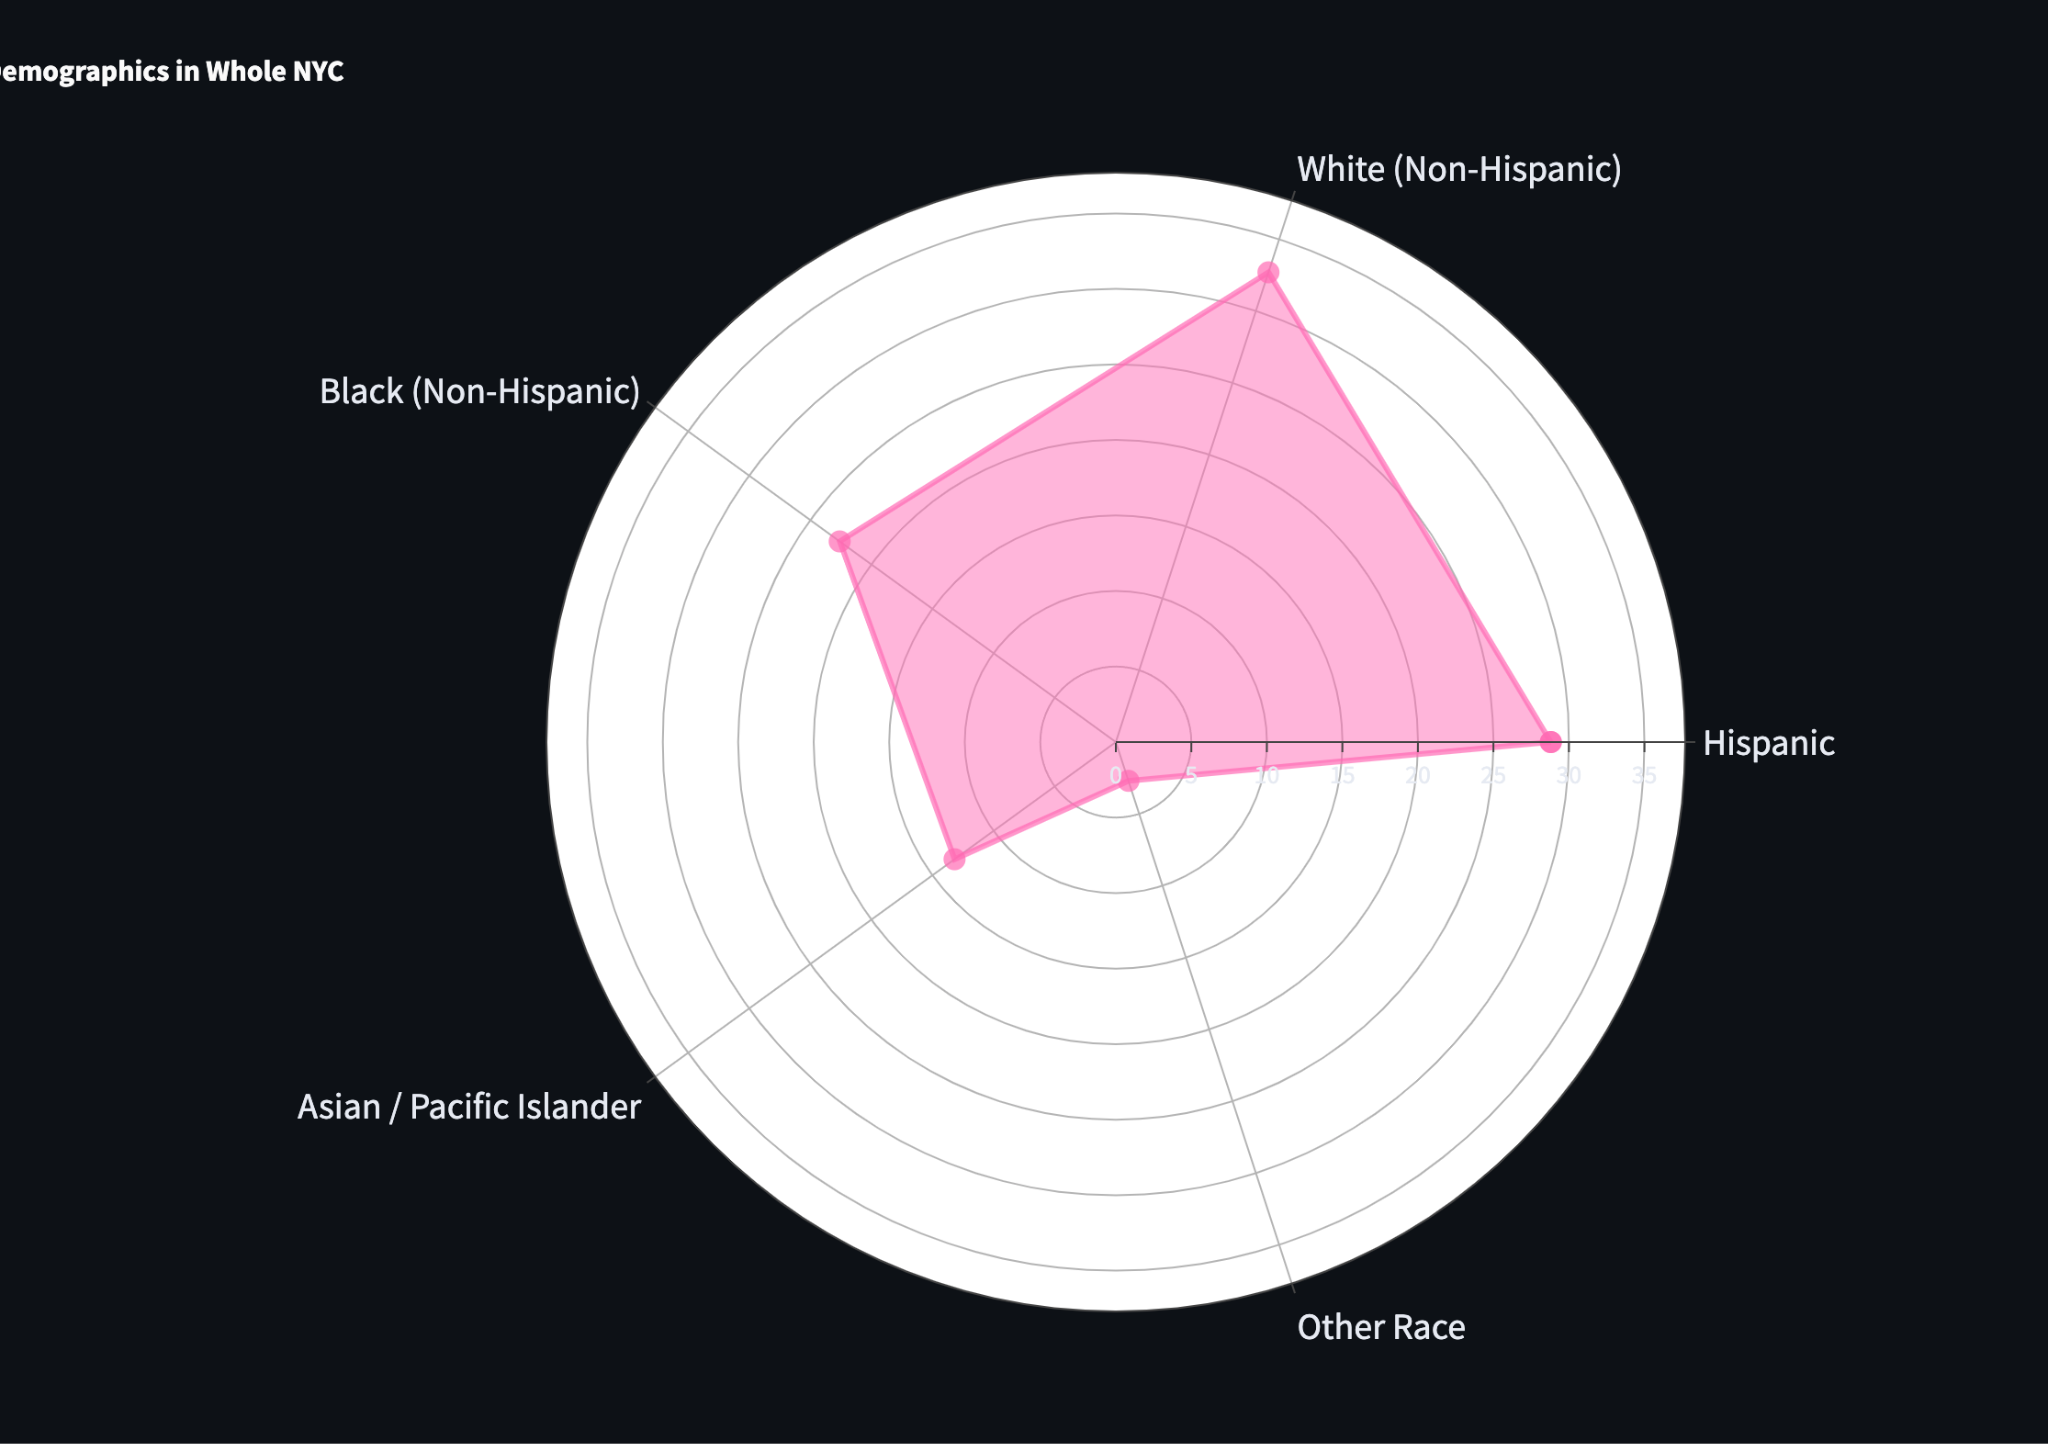 emographics in Whole NYC
White (Non-Hispanic)
Black (Non-Hispanic)
Hispanic
0 5 10 15 20 25 30 35
Asian / Pacific Islander
Other Race